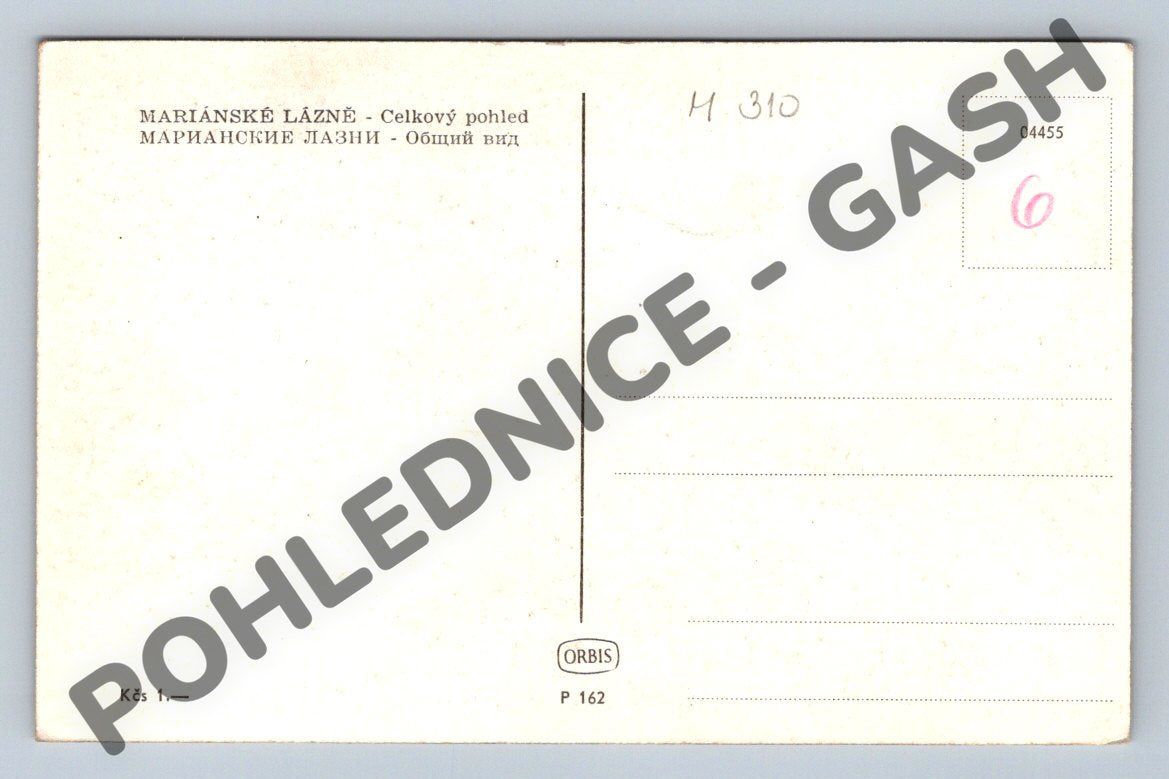 MARIÁNSKÉ LÁZNĚ - Celkový pohled
МАРИАНСКИЕ ЛАЗНИ - Общий вид
M 310
04455
6
POHLEDNICE - GASH
ORBIS
Kčs 1.—
P 162